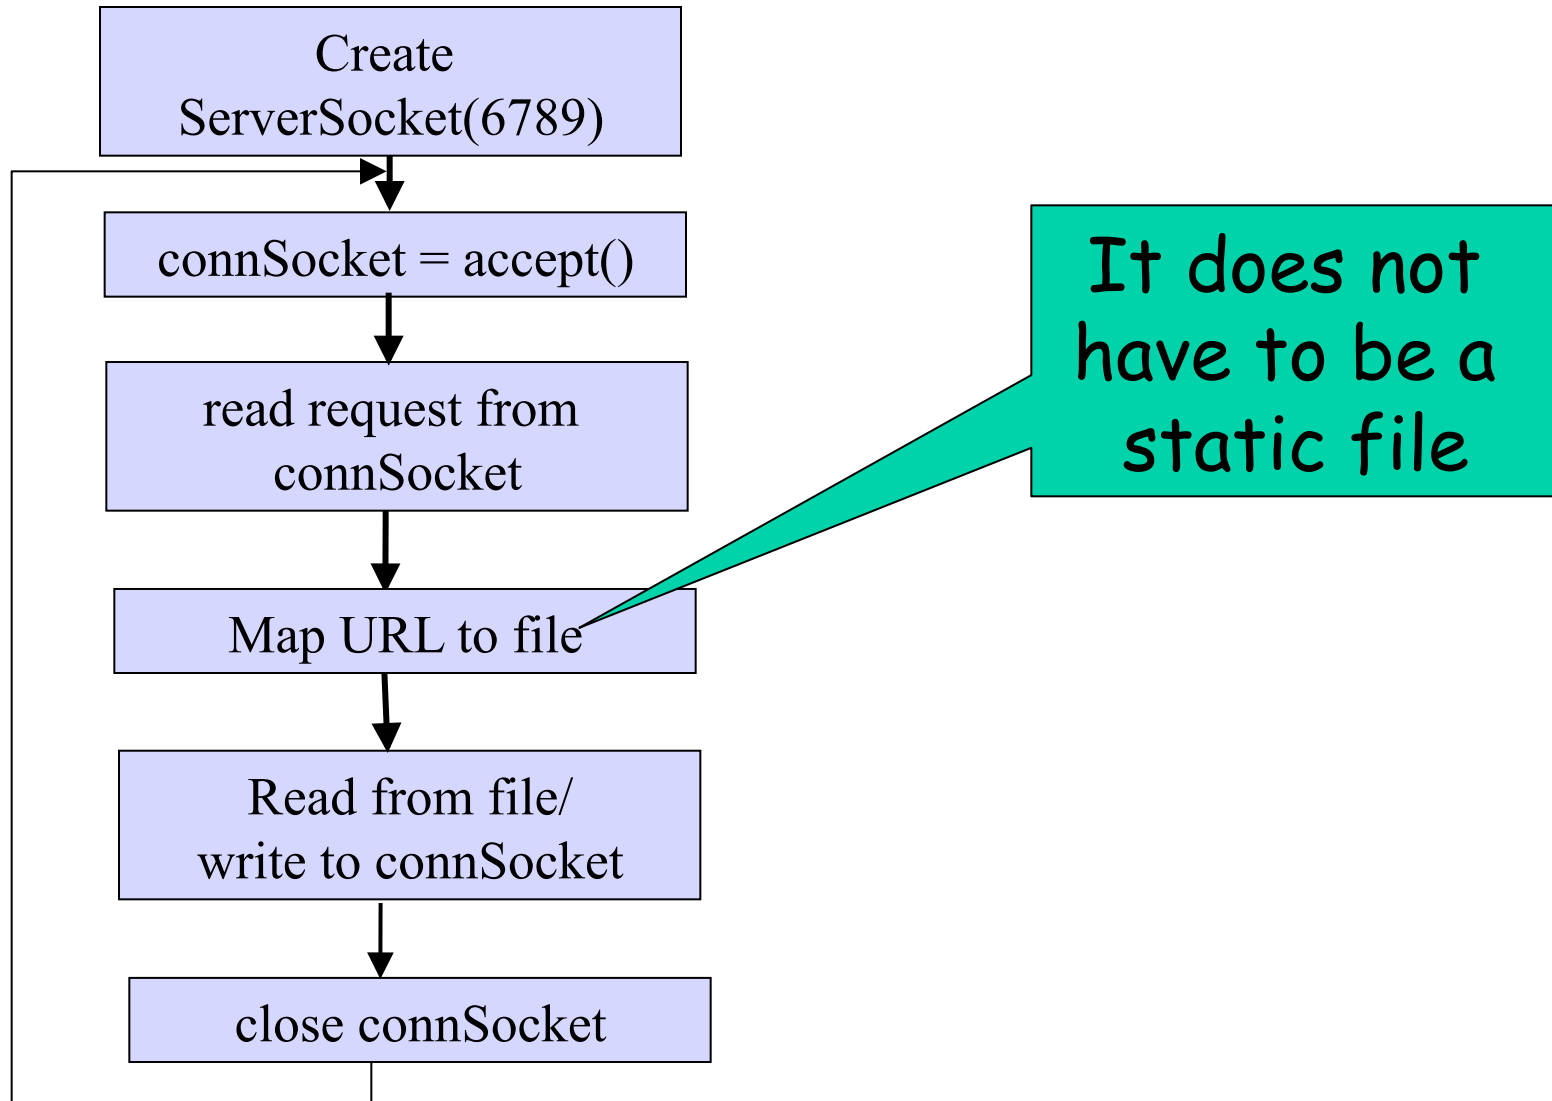 Create
ServerSocket(6789)
connSocket = accept()
read request from
connSocket
Map URL to file
Read from file/
write to connSocket
close connSocket
It does not
have to be a
static file